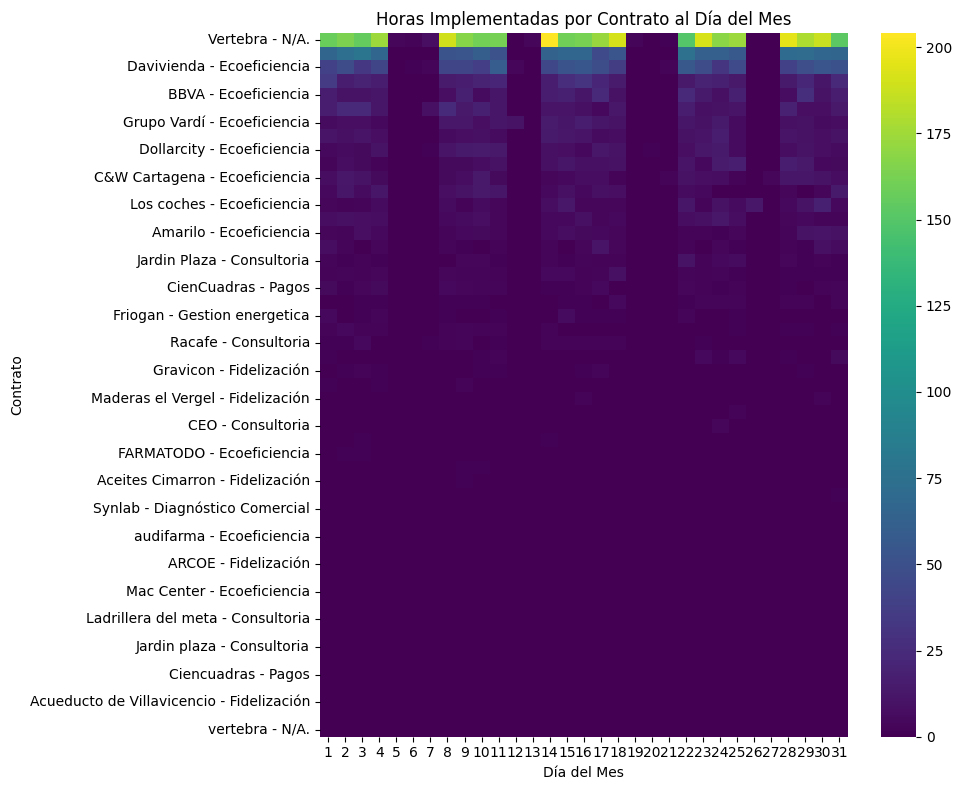 Horas Implementadas por Contrato al Día del Mes
Vertebra - N/A.
Davivienda - Ecoeficiencia
BBVA - Ecoeficiencia
Grupo Vardí - Ecoeficiencia
Dollarcity - Ecoeficiencia
C&W Cartagena - Ecoeficiencia
Los coches - Ecoeficiencia
Amarilo - Ecoeficiencia
Jardin Plaza - Consultoria
CienCuadras - Pagos
Friogan - Gestion energetica
Racafe - Consultoria
Gravicon - Fidelización
Maderas el Vergel - Fidelización
CEO - Consultoria
FARMATODO - Ecoeficiencia
Aceites Cimarron - Fidelización
Synlab - Diagnóstico Comercial
audifarma - Ecoeficiencia
ARCOE - Fidelización
Mac Center - Ecoeficiencia
Ladrillera del meta - Consultoria
Jardin plaza - Consultoria
Ciencuadras - Pagos
Acueducto de Villavicencio - Fidelización
vertebra - N/A.
Contrato
1 2 3 4 5 6 7 8 9 10 11 12 13 14 15 16 17 18 19 20 21 22 23 24 25 26 27 28 29 30 31
Día del Mes
200
175
150
125
100
75
50
25
0